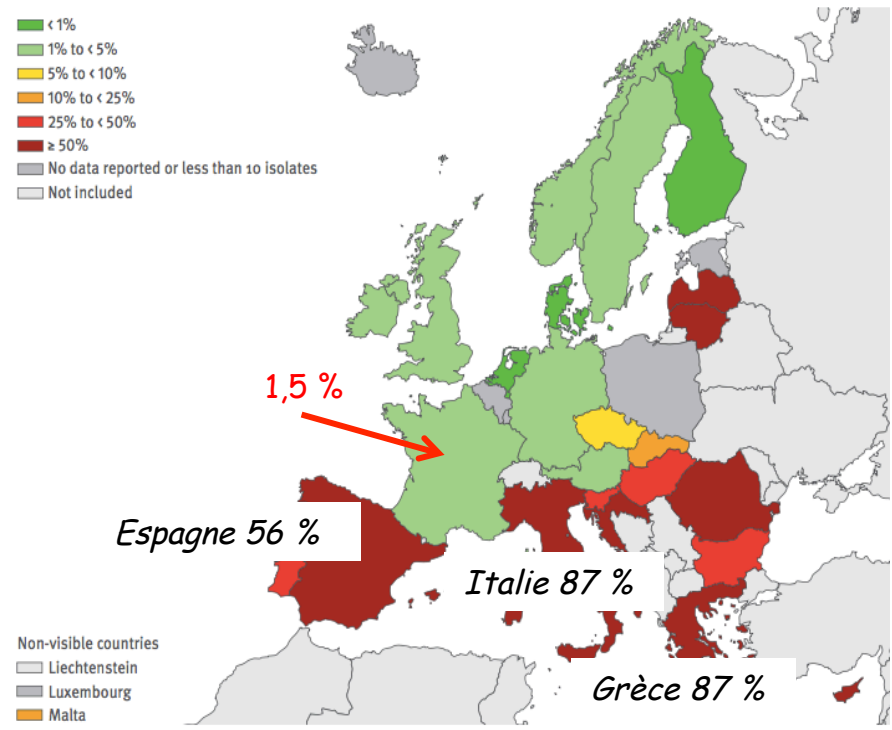 < 1%
1% to < 5%
5% to < 10%
10% to < 25%
25% to < 50%
≥ 50%
No data reported or less than 10 isolates
Not included
1,5 %
Espagne 56 %
Italie 87 %
Grèce 87 %
Non-visible countries
Liechtenstein
Luxembourg
Malta